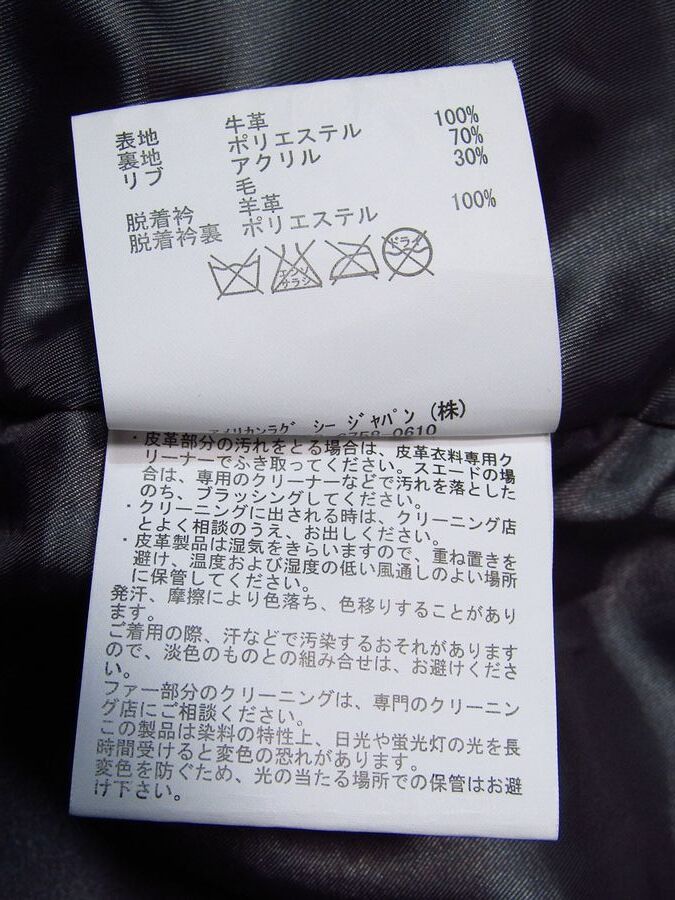 表地 牛革 100%
裏地 ポリエステル 70%
リブ アクリル 30%
毛
脱着衿 羊革 100%
脱着衿裏 ポリエステル
エンソ
サラシ
ドライ
アメリカンラグ シー ジャパン (株)
3758-0610
・皮革部分の汚れをとる場合は、皮革衣料専用ク
リーナーでふき取ってください。スエードの場
合は、専用のクリーナーなどで汚れを落とした
のち、ブラッシングしてください。
・クリーニングに出される時は、クリーニング店
とよく相談のうえ、お出しください。
・皮革製品は湿気をきらいますので、重ね置きを
避け、温度および湿度の低い風通しのよい場所
に保管してください。
発汗、摩擦により色落ち、色移りすることがあり
ます。
ご着用の際、汗などで汚染するおそれがあります
ので、淡色のものとの組み合せは、お避けくださ
い。
ファー部分のクリーニングは、専門のクリーニン
グ店にご相談ください。
この製品は染料の特性上、日光や蛍光灯の光を長
時間受けると変色の恐れがあります。
変色を防ぐため、光の当たる場所での保管はお避
け下さい。